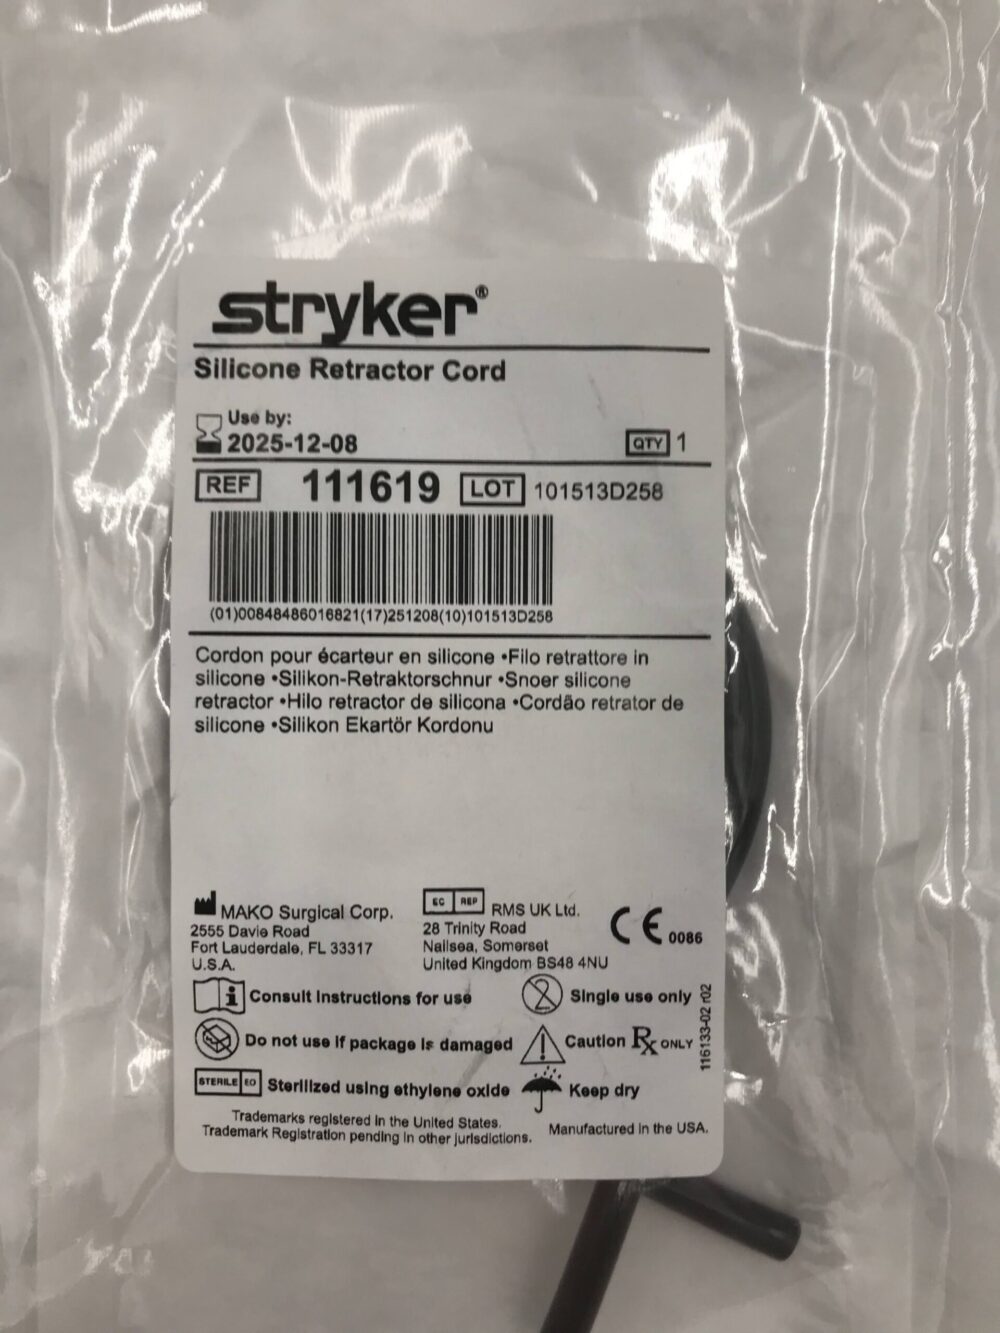 stryker®
Silicone Retractor Cord
Use by:
2025-12-08
QTY 1
REF 111619 LOT 101513D258
(01)00848486016821(17)251208(10)101513D258
Cordon pour écarteur en silicone •Filo retrattore in
silicone •Silikon-Retraktorschnur •Snoer silicone
retractor •Hilo retractor de silicona •Cordão retrator de
silicone •Silikon Ekartör Kordonu
MAKO Surgical Corp.
2555 Davie Road
Fort Lauderdale, FL 33317
U.S.A.
EC REP RMS UK Ltd.
28 Trinity Road
Nailsea, Somerset
United Kingdom BS48 4NU
CE 0086
i Consult instructions for use
2 Single use only
Do not use if package is damaged
! Caution Rx ONLY
STERILE EO Sterilized using ethylene oxide
Keep dry
116133-02 r02
Trademarks registered in the United States.
Trademark Registration pending in other jurisdictions.
Manufactured in the USA.